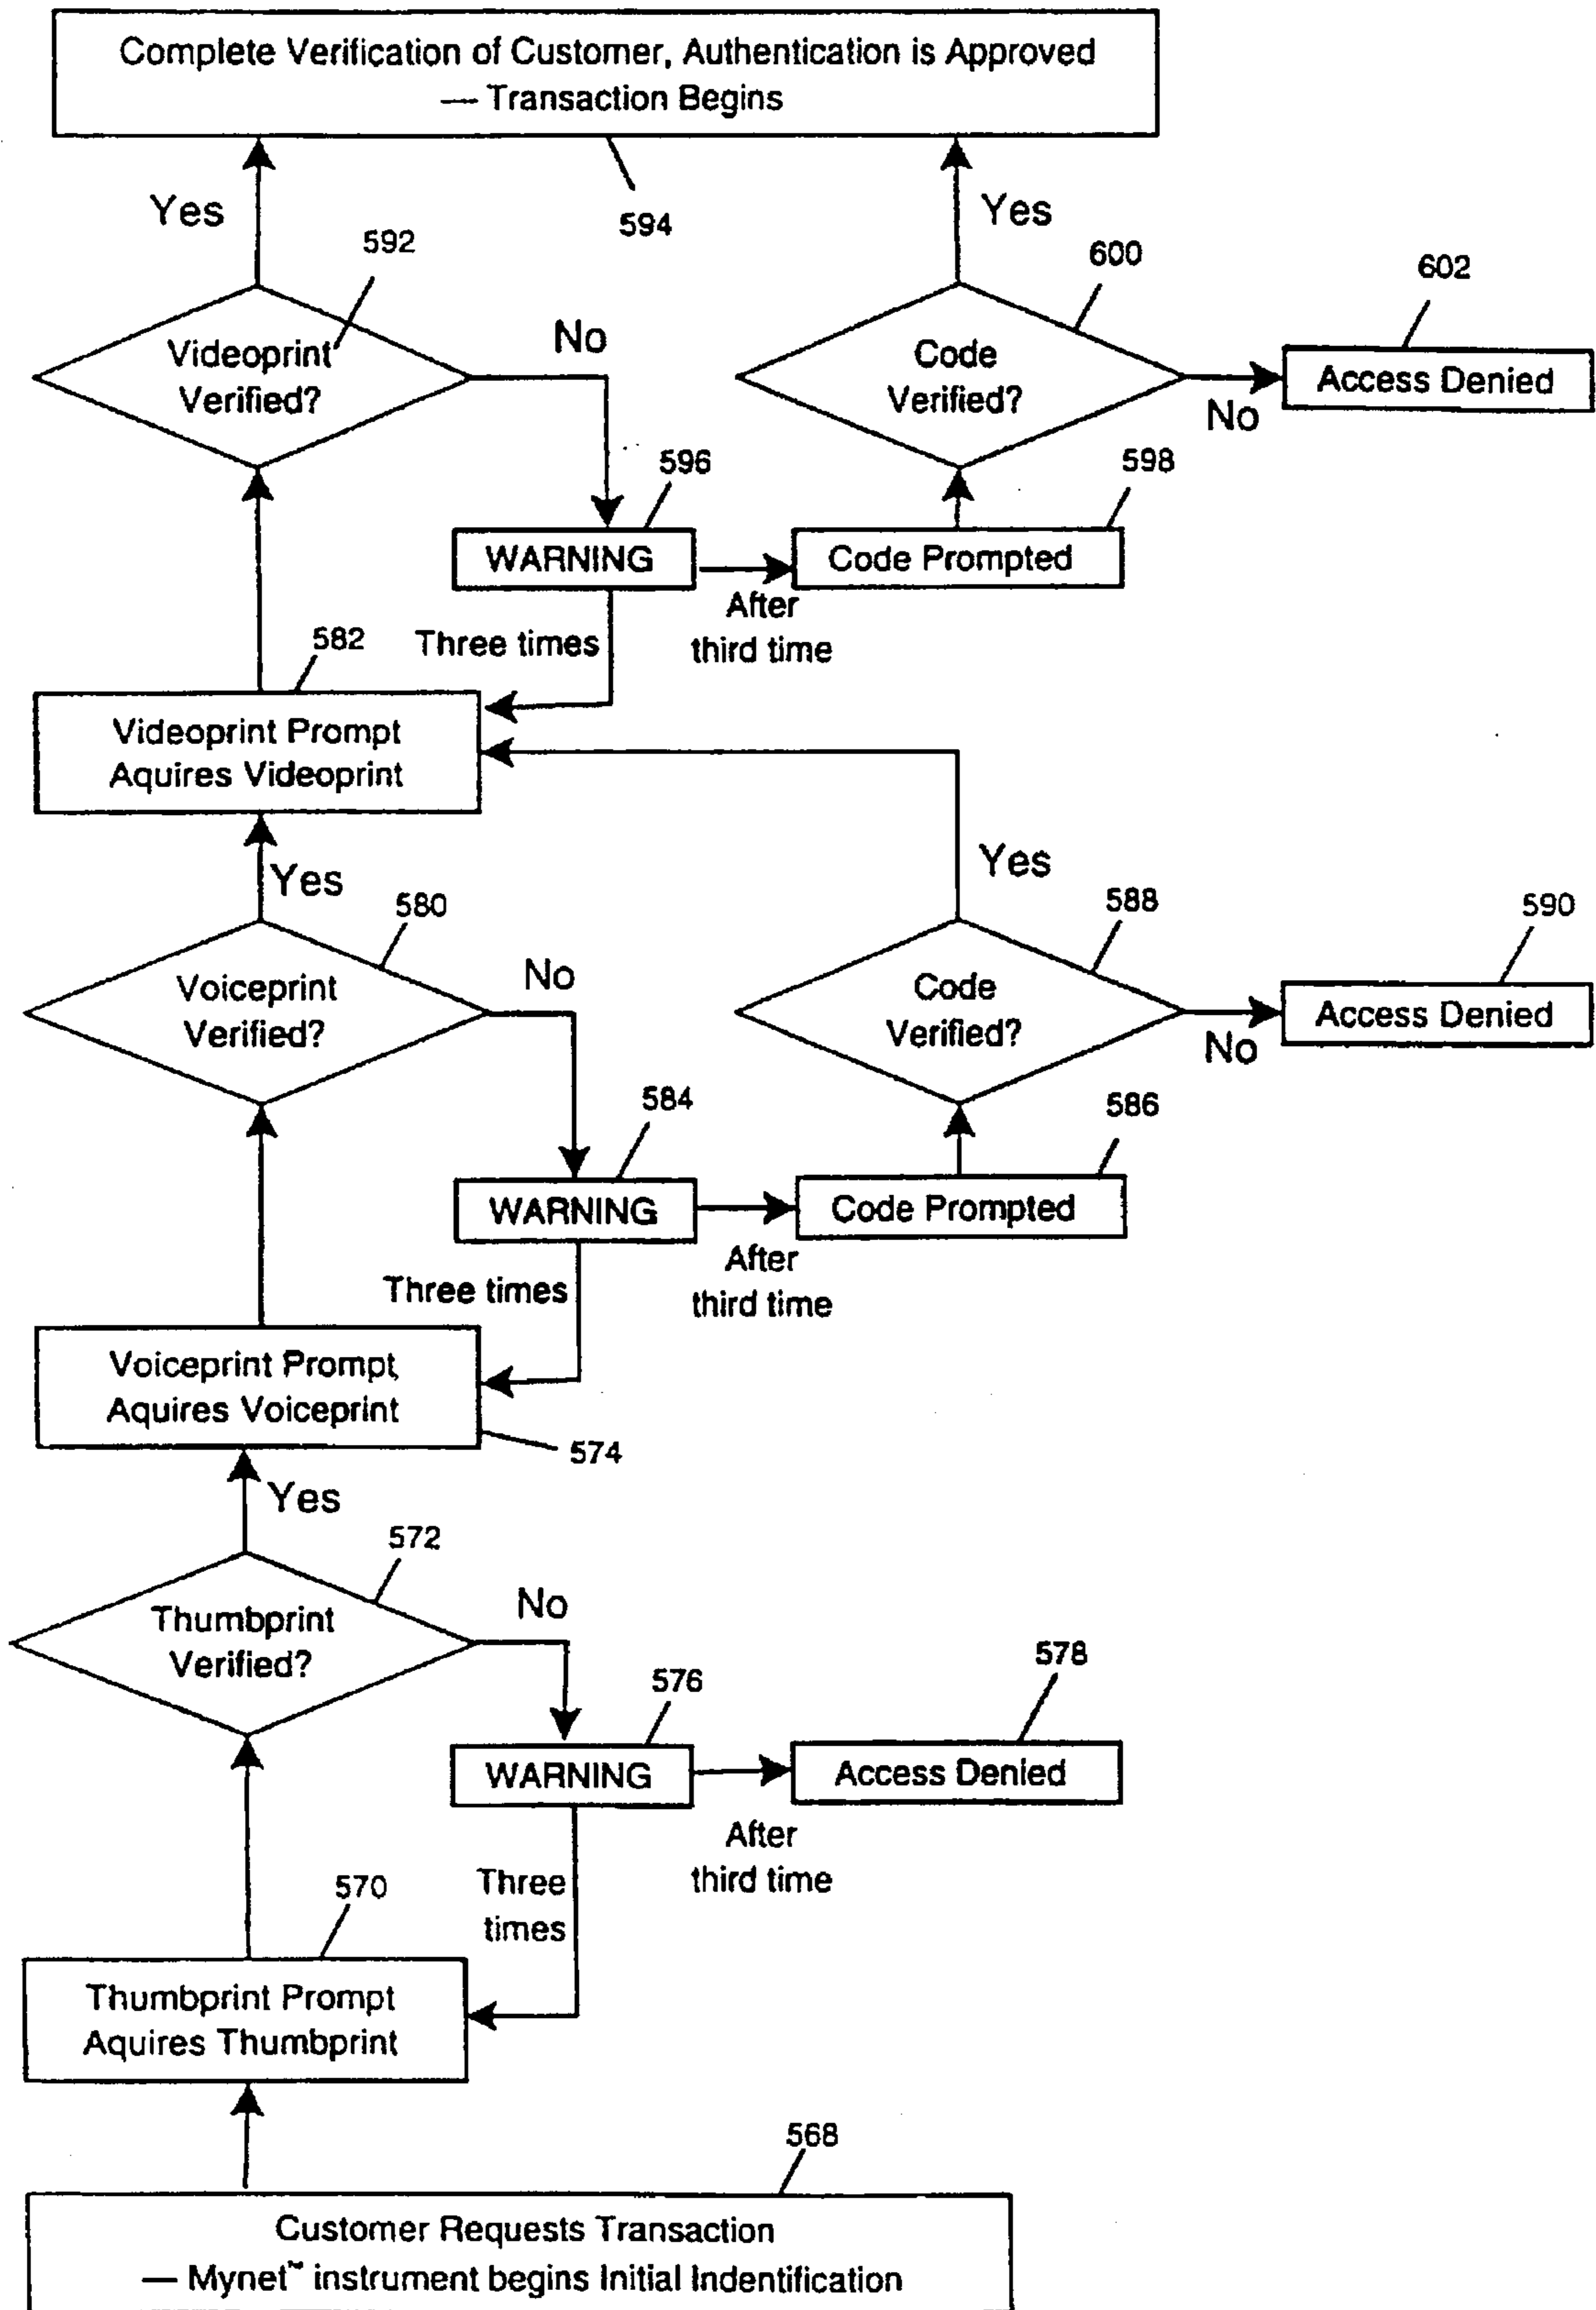 Complete Verification of Customer, Authentication is Approved
— Transaction Begins
Yes
594
Yes
592
600
602
Videoprint
Verified?
No
Code
Verified?
Access Denied
No
596
598
WARNING
Code Prompted
After
third time
Three times
582
Videoprint Prompt
Aquires Videoprint
Yes
Yes
580
588
590
Voiceprint
Verified?
No
Code
Verified?
Access Denied
No
584
586
WARNING
Code Prompted
After
third time
Three times
Voiceprint Prompt,
Aquires Voiceprint
574
Yes
572
Thumbprint
Verified?
No
576
578
WARNING
Access Denied
After
third time
Three
times
570
Thumbprint Prompt
Aquires Thumbprint
568
Customer Requests Transaction
— Mynet™ instrument begins Initial Indentification